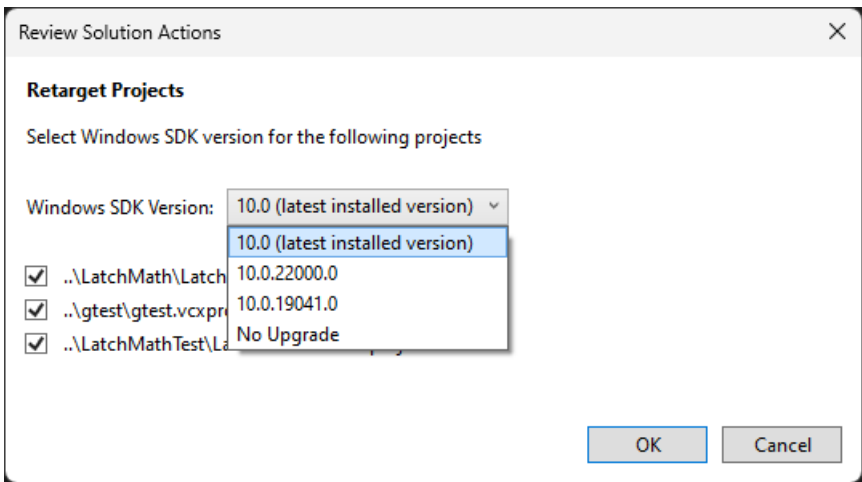 Review Solution Actions
Retarget Projects
Select Windows SDK version for the following projects
Windows SDK Version: 10.0 (latest installed version)
10.0 (latest installed version)
..\LatchMath\Latch 10.0.22000.0
..\gtest\gtest.vcxpr 10.0.19041.0
No Upgrade
..\LatchMathTest\La
OK Cancel